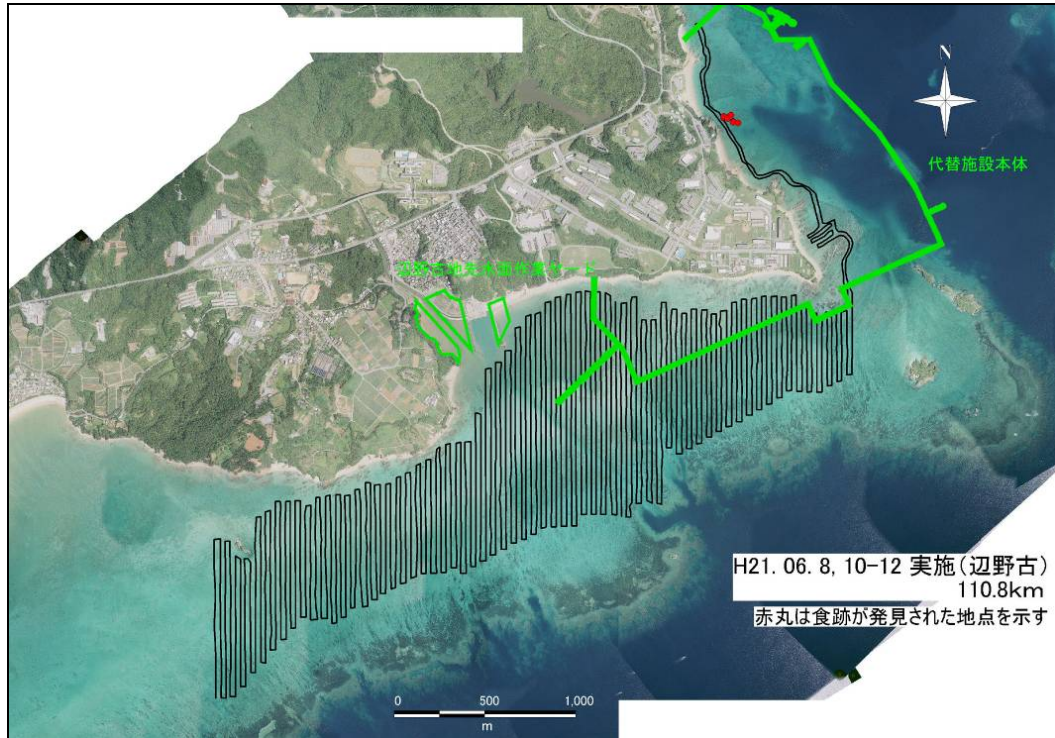 N
代替施設本体
辺野古地先水面作業ヤード
H21. 06. 8, 10-12 実施(辺野古)
110.8km
赤丸は食跡が発見された地点を示す
0 500 1,000
m